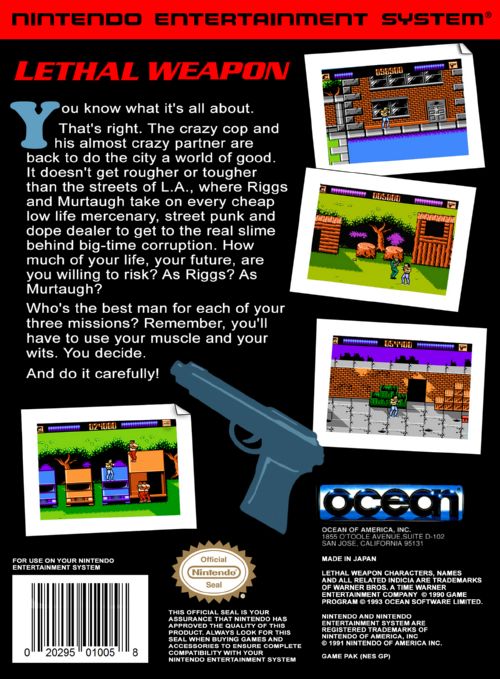 NINTENDO ENTERTAINMENT SYSTEM®
LETHAL WEAPON
You know what it's all about.
That's right. The crazy cop and
his almost crazy partner are
back to do the city a world of good.
It doesn't get rougher or tougher
than the streets of L.A., where Riggs
and Murtaugh take on every cheap
low life mercenary, street punk and
dope dealer to get to the real slime
behind big-time corruption. How
much of your life, your future, are
you willing to risk? As Riggs? As
Murtaugh?
Who's the best man for each of your
three missions? Remember, you'll
have to use your muscle and your
wits. You decide.
And do it carefully!
ocean
OCEAN OF AMERICA, INC.
1855 O'TOOLE AVENUE,SUITE D-102
SAN JOSE, CALIFORNIA 95131
MADE IN JAPAN
LETHAL WEAPON CHARACTERS, NAMES
AND ALL RELATED INDICIA ARE TRADEMARKS
OF WARNER BROS. A TIME WARNER
ENTERTAINMENT COMPANY © 1990 GAME
PROGRAM © 1993 OCEAN SOFTWARE LIMITED.
NINTENDO AND NINTENDO
ENTERTAINMENT SYSTEM ARE
REGISTERED TRADEMARKS OF
NINTENDO OF AMERICA, INC
© 1991 NINTENDO OF AMERICA INC.
GAME PAK (NES GP)
FOR USE ON YOUR NINTENDO
ENTERTAINMENT SYSTEM
0 20295 01005 8
Official
Nintendo
Seal
THIS OFFICIAL SEAL IS YOUR
ASSURANCE THAT NINTENDO HAS
APPROVED THE QUALITY OF THIS
PRODUCT. ALWAYS LOOK FOR THIS
SEAL WHEN BUYING GAMES AND
ACCESSORIES TO ENSURE COMPLETE
COMPATIBILITY WITH YOUR
NINTENDO ENTERTAINMENT SYSTEM